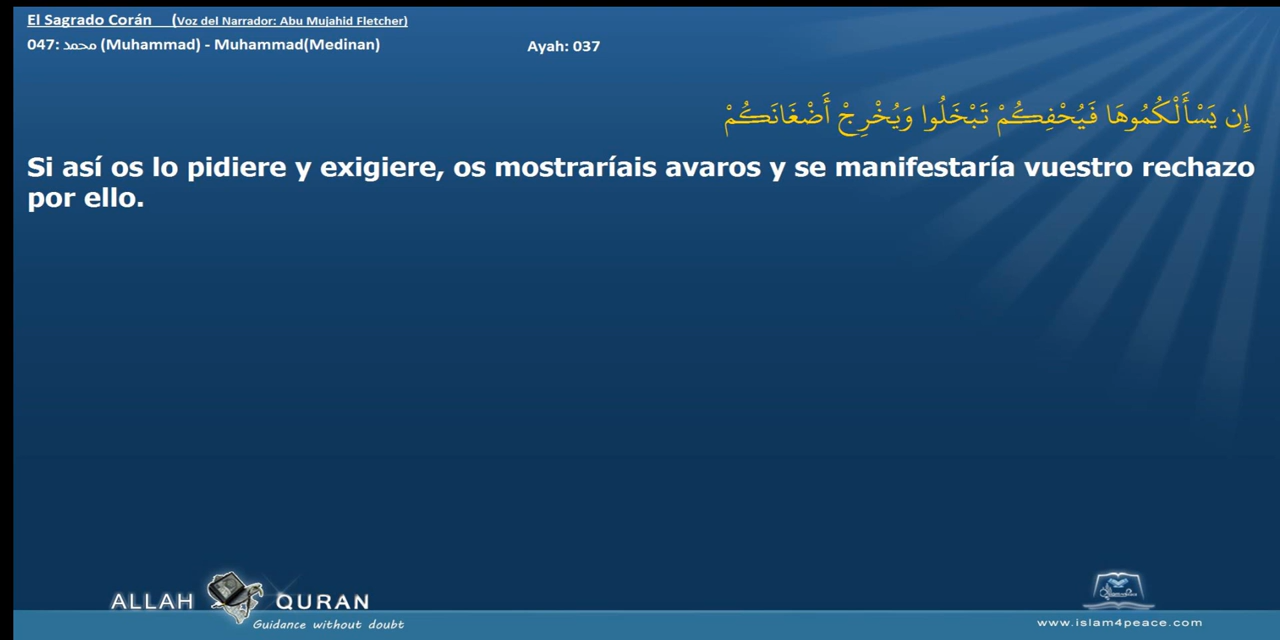 El Sagrado Corán (Voz del Narrador: Abu Mujahid Fletcher)
047: محمد (Muhammad) - Muhammad(Medinan) Ayah: 037
إِن يَسْأَلْكُمُوهَا فَيُحْفِكُمْ تَبْخَلُوا وَيُخْرِجْ أَضْغَانَكُمْ
Si así os lo pidiere y exigiere, os mostraríais avaros y se manifestaría vuestro rechazo
por ello.
ALLAH QURAN
Guidance without doubt
www.islam4peace.com